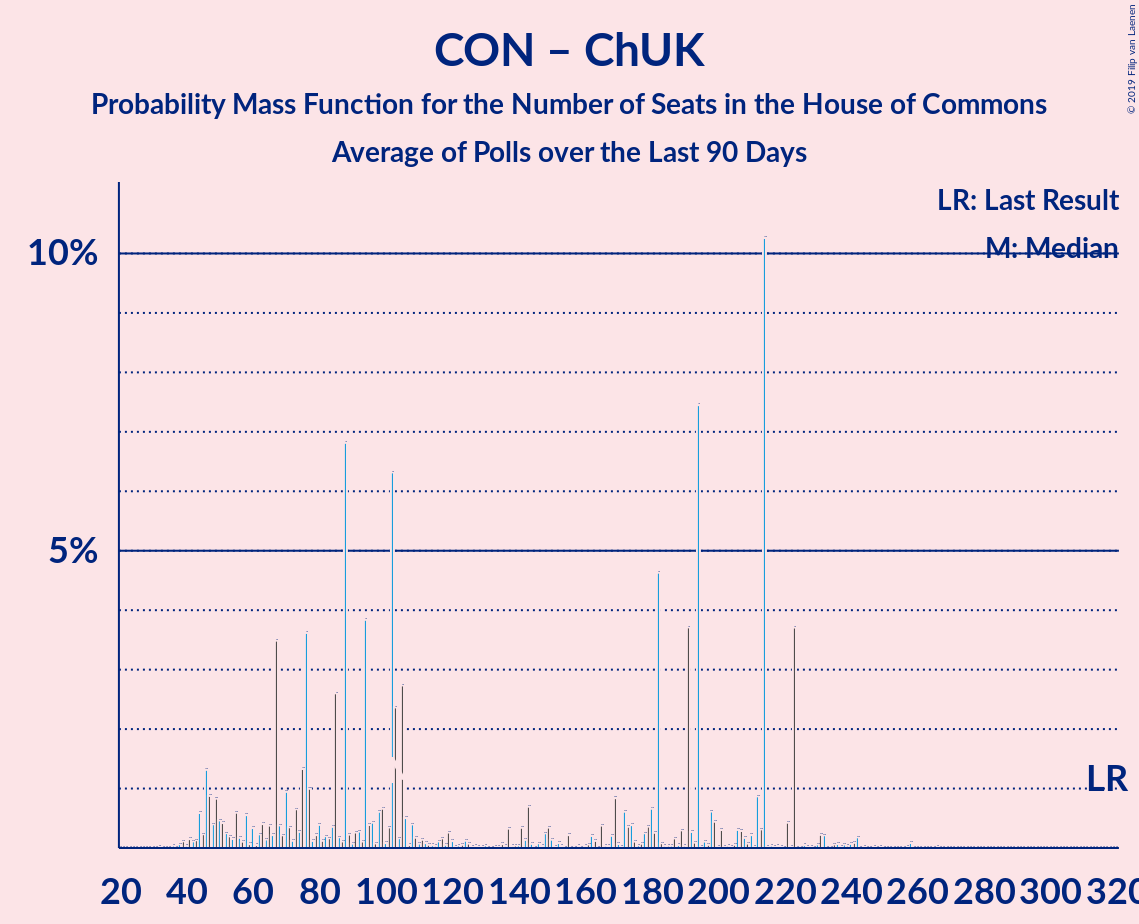 CON – ChUK
Probability Mass Function for the Number of Seats in the House of Commons
Average of Polls over the Last 90 Days
© 2019 Filip van Laenen
LR: Last Result
M: Median
10%
5%
LR
20 40 60 80 100 120 140 160 180 200 220 240 260 280 300 320